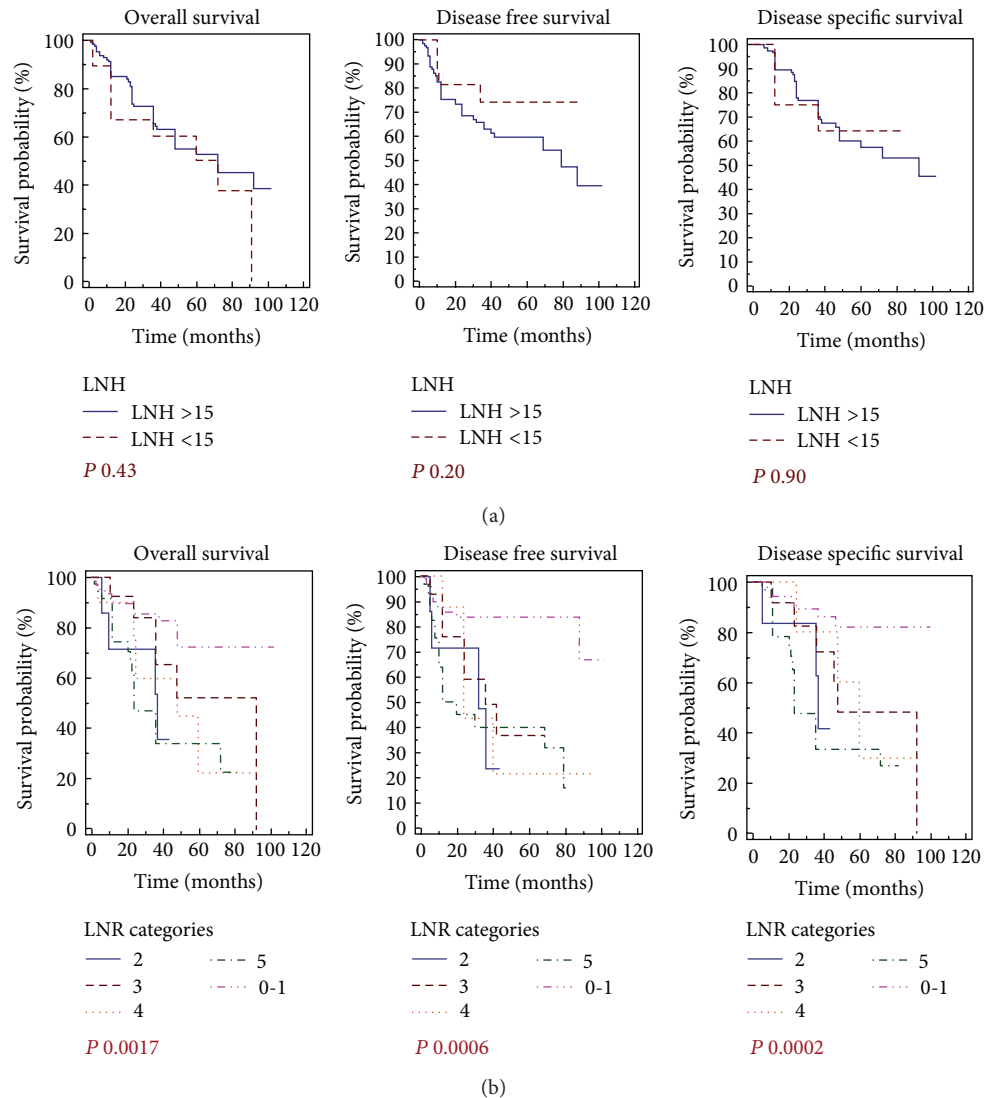 Overall survival
Survival probability (%)
100
80
60
40
20
0
0 20 40 60 80 100 120
Time (months)
LNH
LNH >15
LNH <15
P 0.43
Disease free survival
Survival probability (%)
100
90
80
70
60
50
40
30
20
10
0
0 20 40 60 80 100 120
Time (months)
LNH
LNH >15
LNH <15
P 0.20
Disease specific survival
Survival probability (%)
100
90
80
70
60
50
40
30
20
10
0
0 20 40 60 80 100 120
Time (months)
LNH
LNH >15
LNH <15
P 0.90
(a)
Overall survival
Survival probability (%)
100
80
60
40
20
0
0 20 40 60 80 100 120
Time (months)
LNR categories
2 5
3 0-1
4
P 0.0017
Disease free survival
Survival probability (%)
100
90
80
70
60
50
40
30
20
10
0
0 20 40 60 80 100 120
Time (months)
LNR categories
2 5
3 0-1
4
P 0.0006
Disease specific survival
Survival probability (%)
100
80
60
40
30
0
0 20 40 60 80 100 120
Time (months)
LNR categories
2 5
3 0-1
4
P 0.0002
(b)